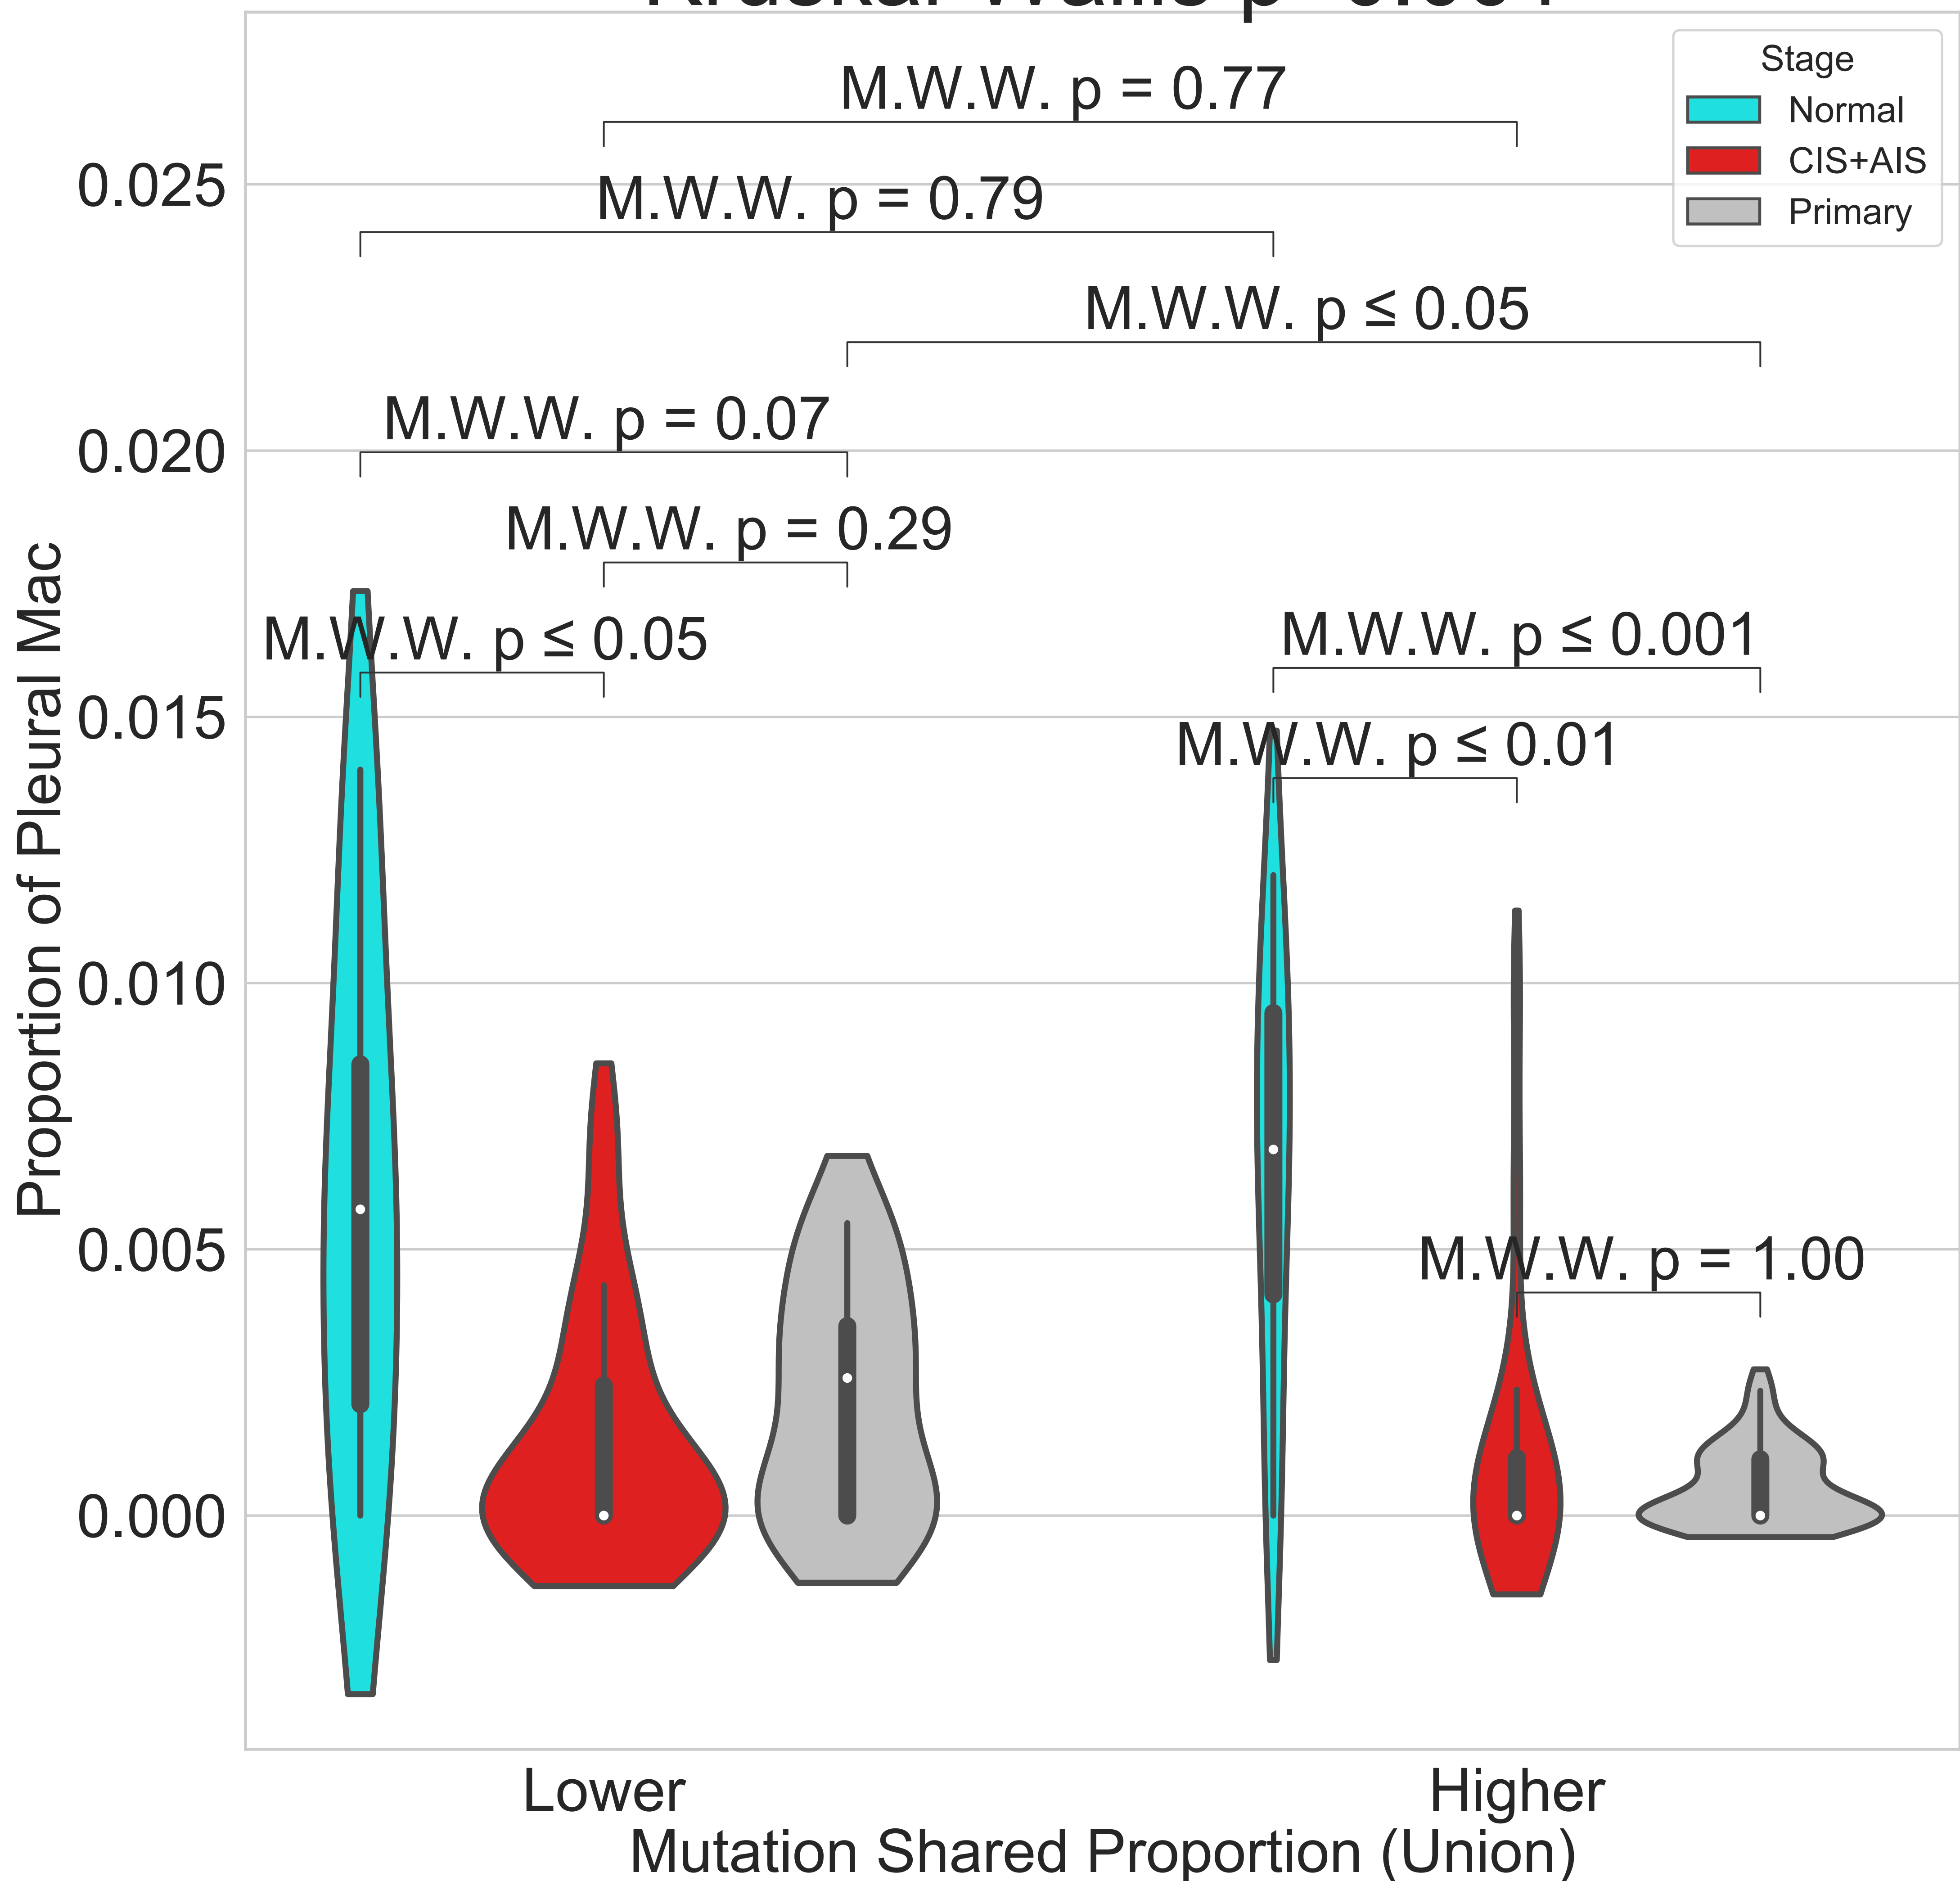 Stage
Normal
CIS+AIS
Primary
M.W.W. p = 0.77
M.W.W. p = 0.79
M.W.W. p ≤ 0.05
M.W.W. p = 0.07
M.W.W. p = 0.29
M.W.W. p ≤ 0.05
M.W.W. p ≤ 0.001
M.W.W. p ≤ 0.01
M.W.W. p = 1.00
0.025
0.020
0.015
0.010
0.005
0.000
Proportion of Pleural Mac
Lower
Higher
Mutation Shared Proportion (Union)